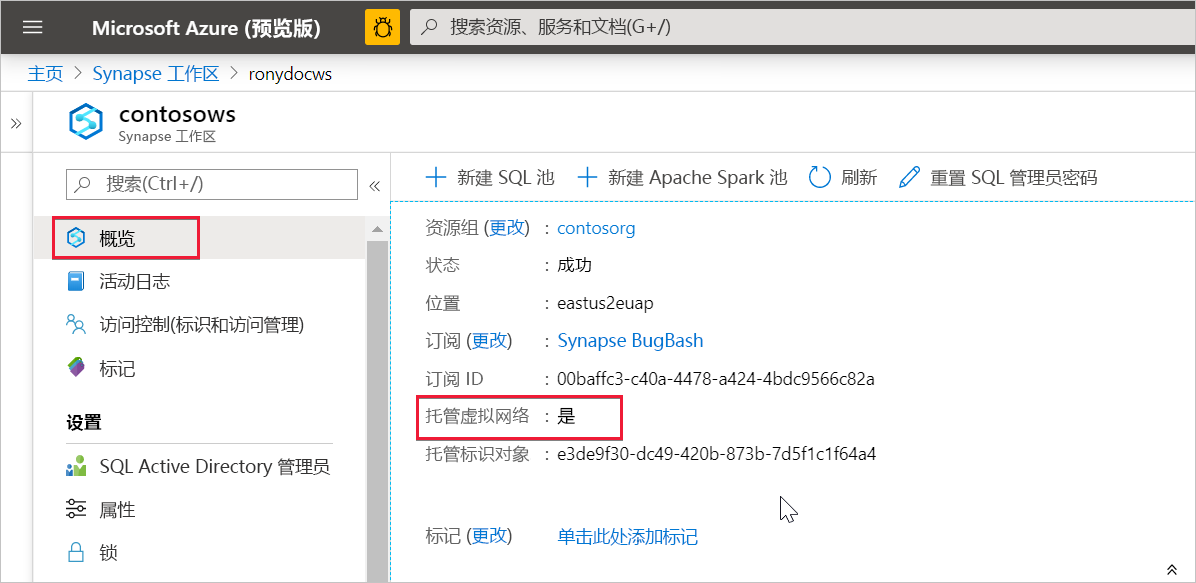 Microsoft Azure (预览版)
搜索资源、服务和文档(G+/)
主页 > Synapse 工作区 > ronydocws
contosows
Synapse 工作区
搜索(Ctrl+/)
概览
活动日志
访问控制(标识和访问管理)
标记
设置
SQL Active Directory 管理员
属性
锁
新建 SQL 池
新建 Apache Spark 池
刷新
重置 SQL 管理员密码
资源组 (更改) : contosorg
状态 : 成功
位置 : eastus2euap
订阅 (更改) : Synapse BugBash
订阅 ID : 00baffc3-c40a-4478-a424-4bdc9566c82a
托管虚拟网络 : 是
托管标识对象 : e3de9f30-dc49-420b-873b-7d5f1c1f64a4
标记 (更改) 单击此处添加标记